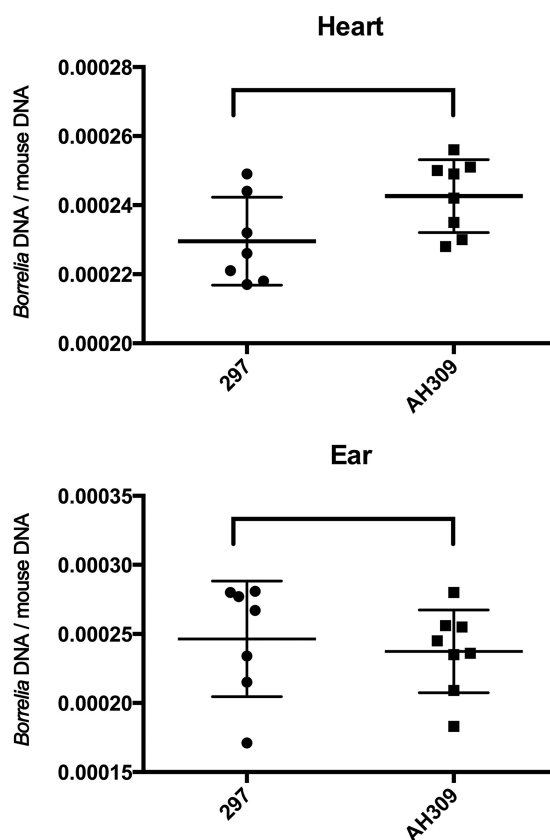 Heart
Borrelia DNA / mouse DNA
0.00028
0.00026
0.00024
0.00022
0.00020
297
AH309
Ear
Borrelia DNA / mouse DNA
0.00035
0.00030
0.00025
0.00020
0.00015
297
AH309